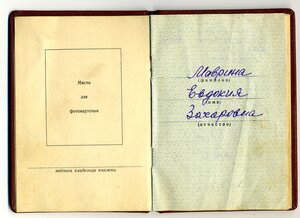 Место
для
фотокарточки
подпись владельца книжки
Маврина
(фамилия)
Евдокия
(имя)
Захаровна
(отчество)